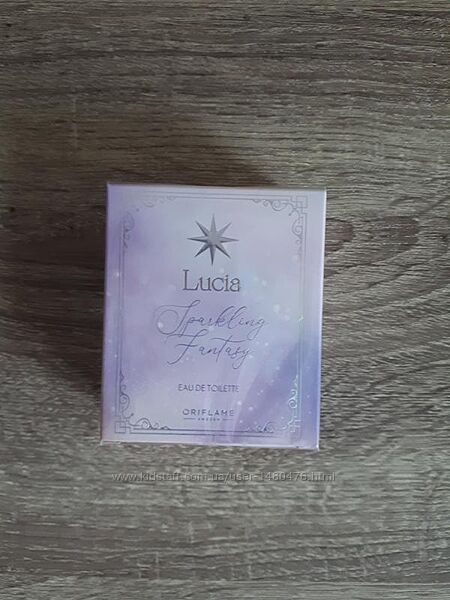 Lucia
Sparkling
Fantasy
EAU DE TOILETTE
ORIFLAME
SWEDEN
www.kidstaff.com.ua/user-1480476.html